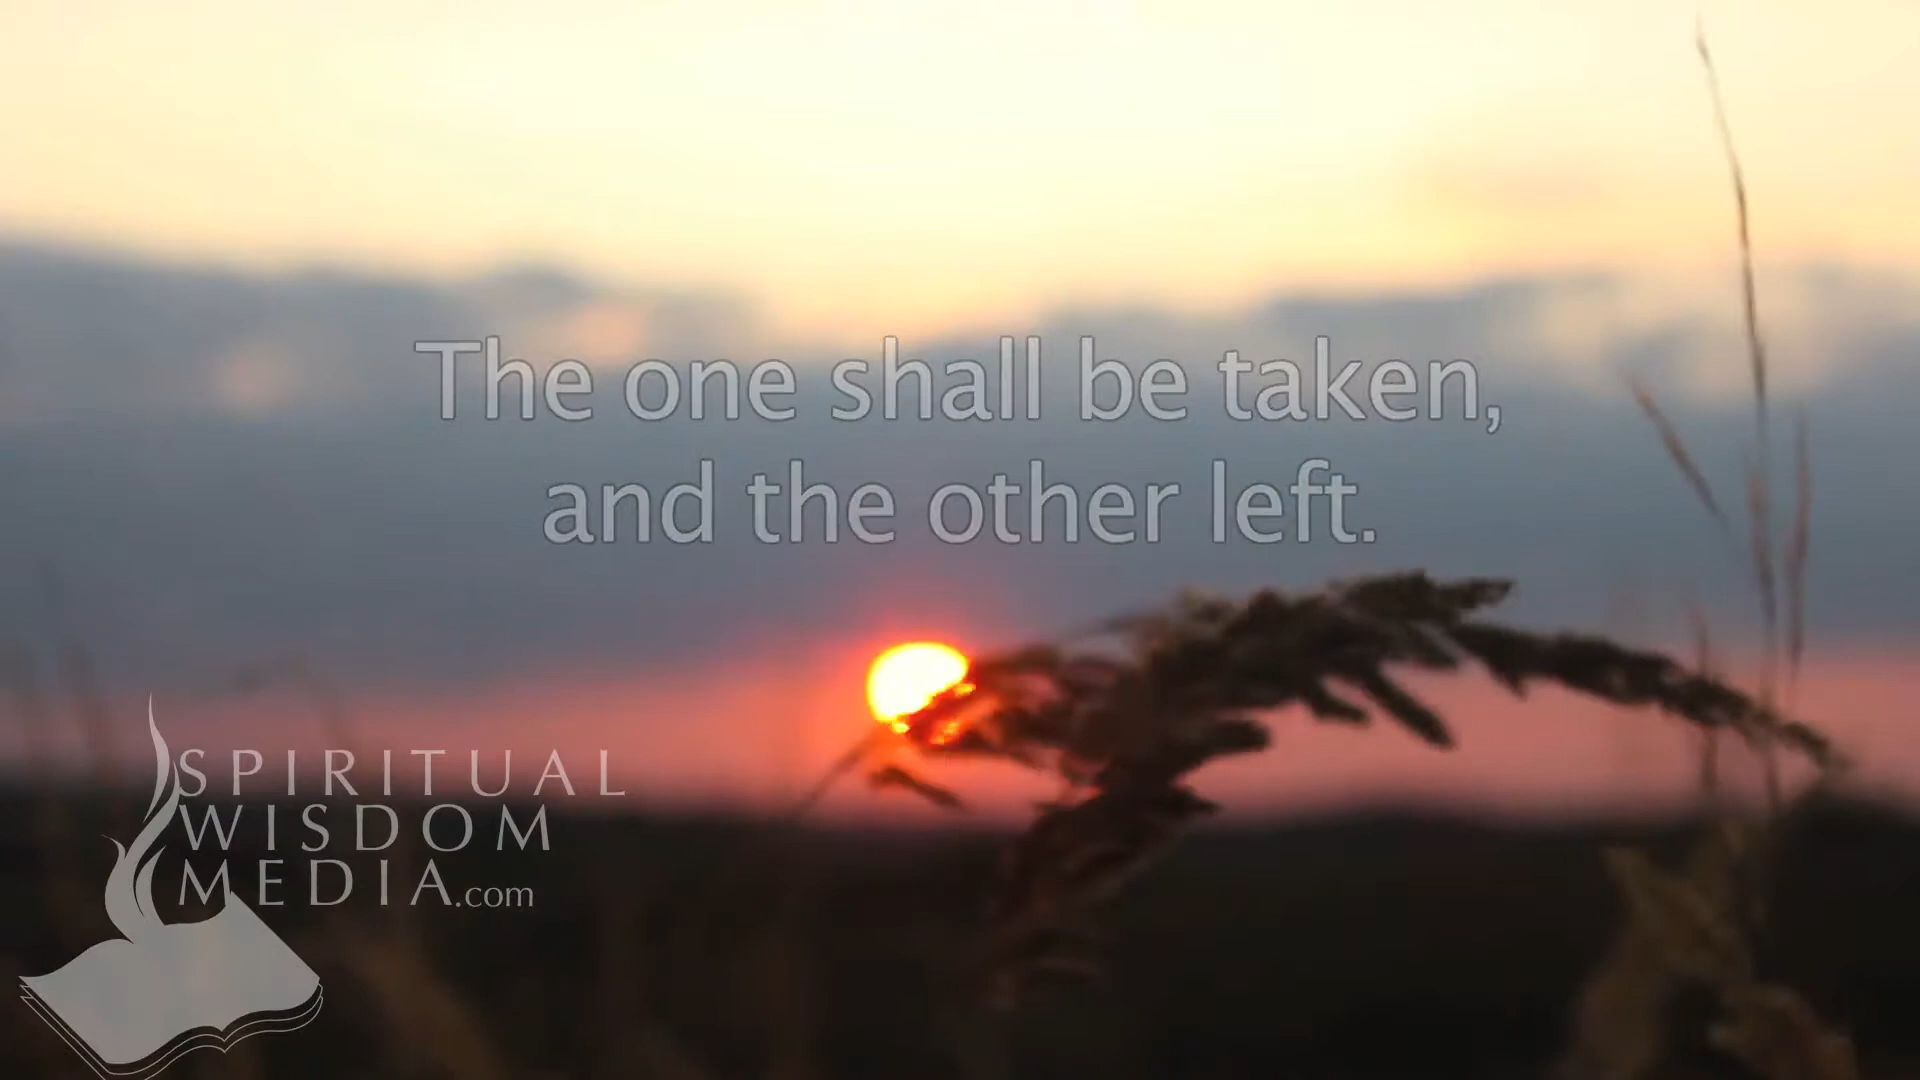 The one shall be taken,
and the other left.
SPIRITUAL
WISDOM
MEDIA.com